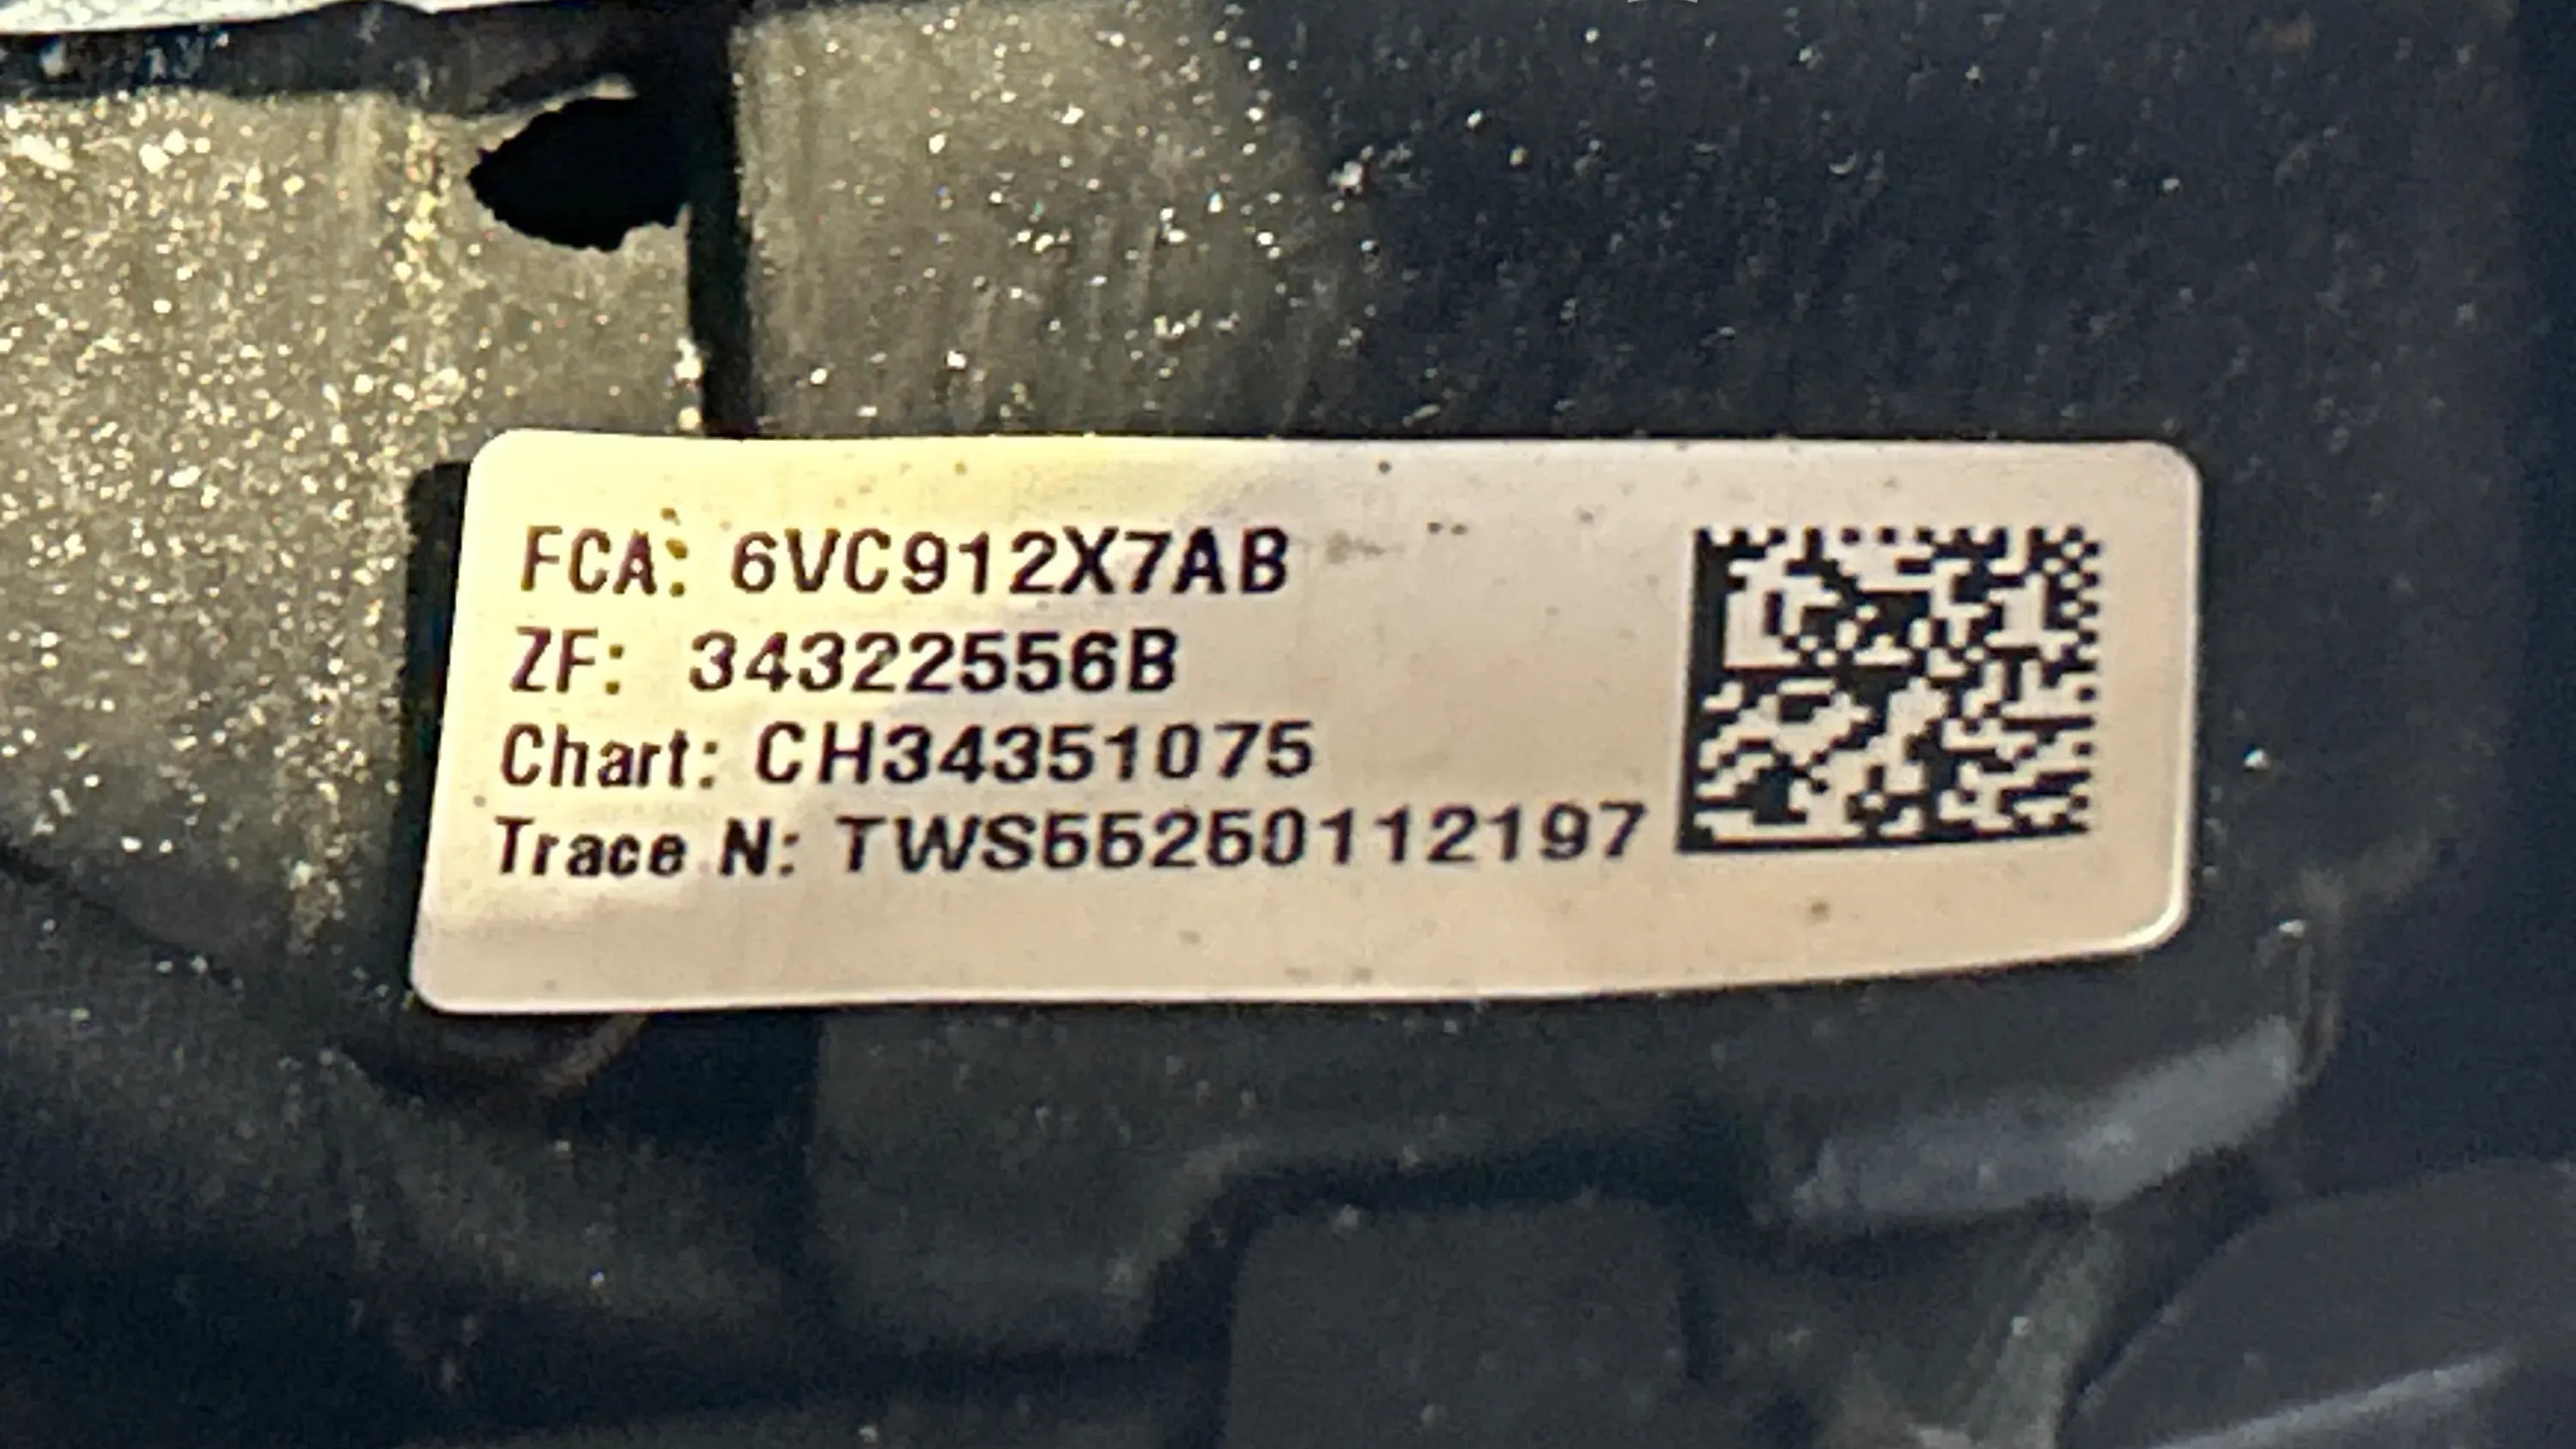 FCA: 6VC912X7AB
ZF: 34322556B
Chart: CH34351075
Trace N: TWS55250112197